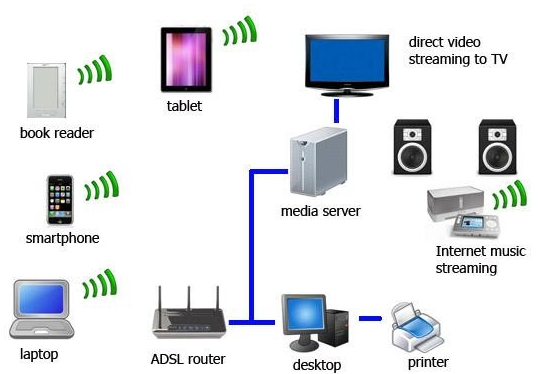 direct video
streaming to TV
tablet
book reader
media server
smartphone
Internet music
streaming
laptop
ADSL router
desktop
printer